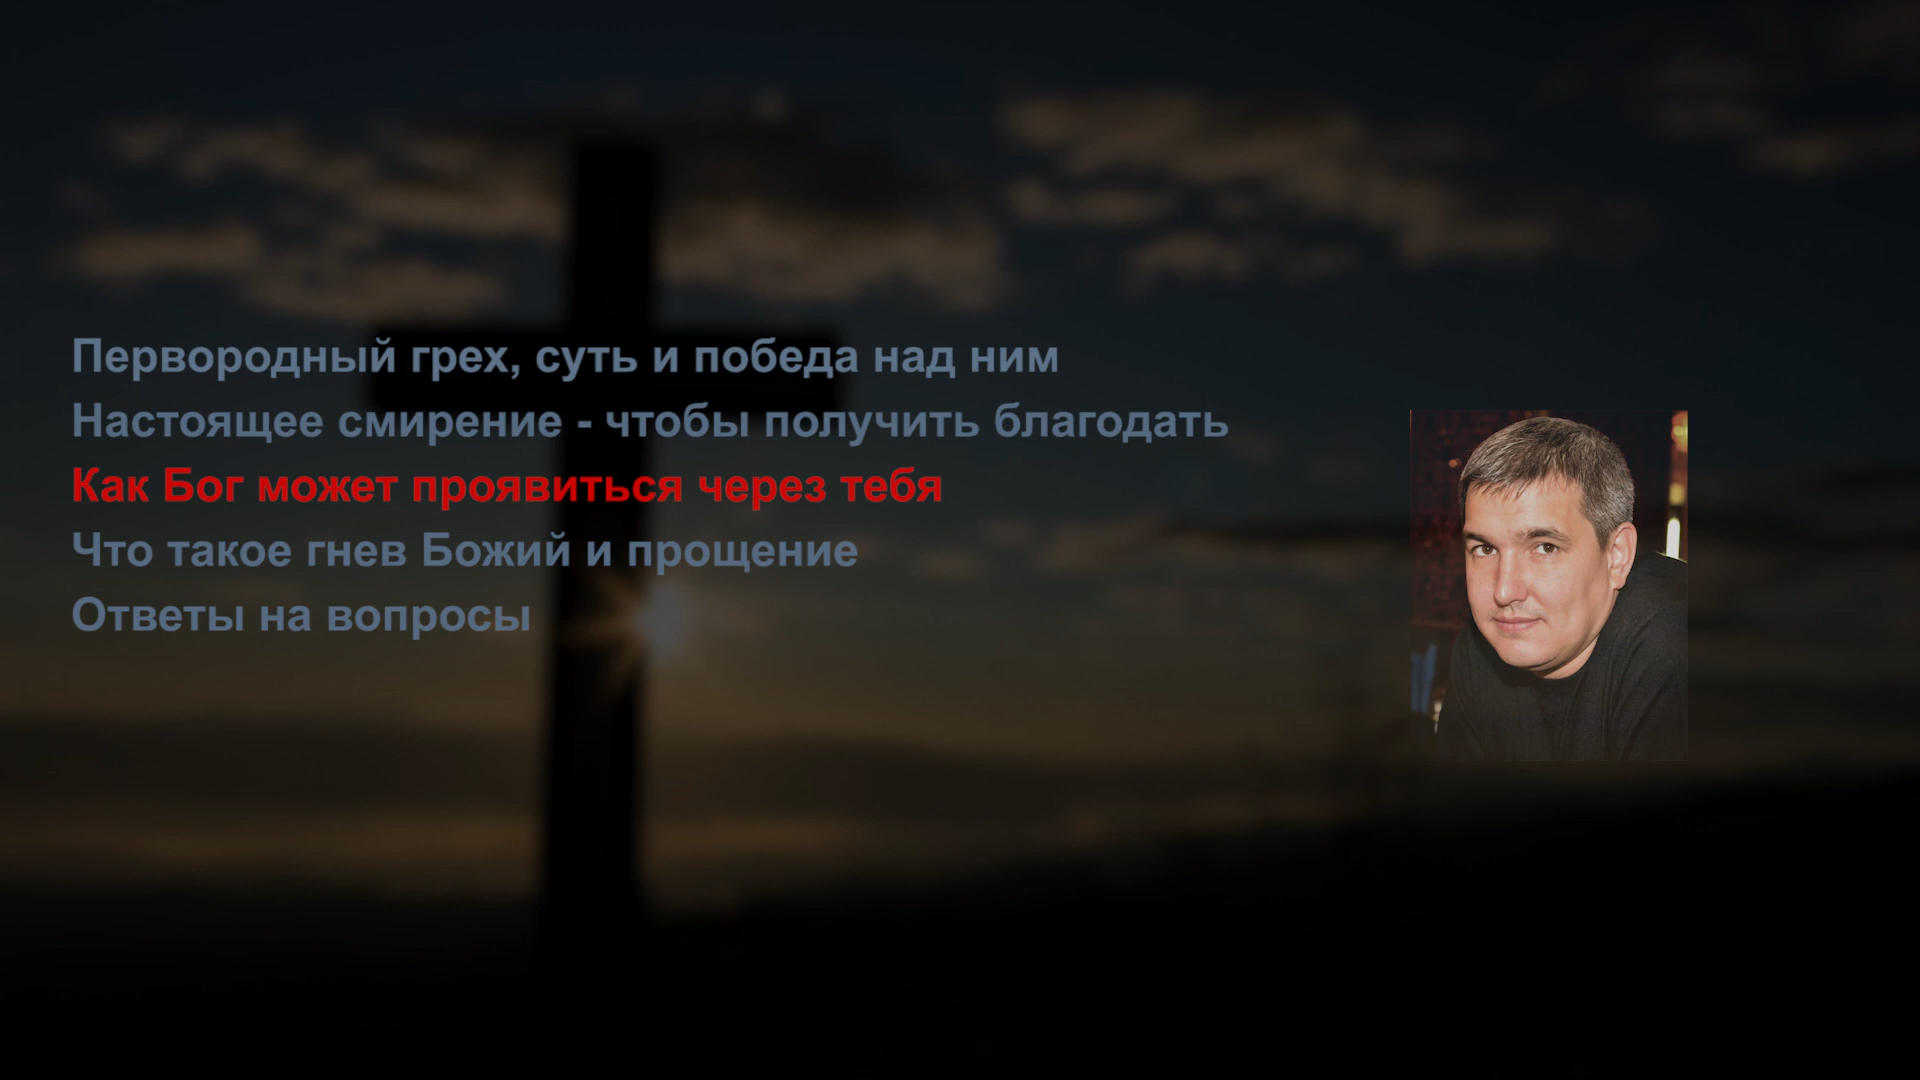 Первородный грех, суть и победа над ним
Настоящее смирение - чтобы получить благодать
Как Бог может проявиться через тебя
Что такое гнев Божий и прощение
Ответы на вопросы